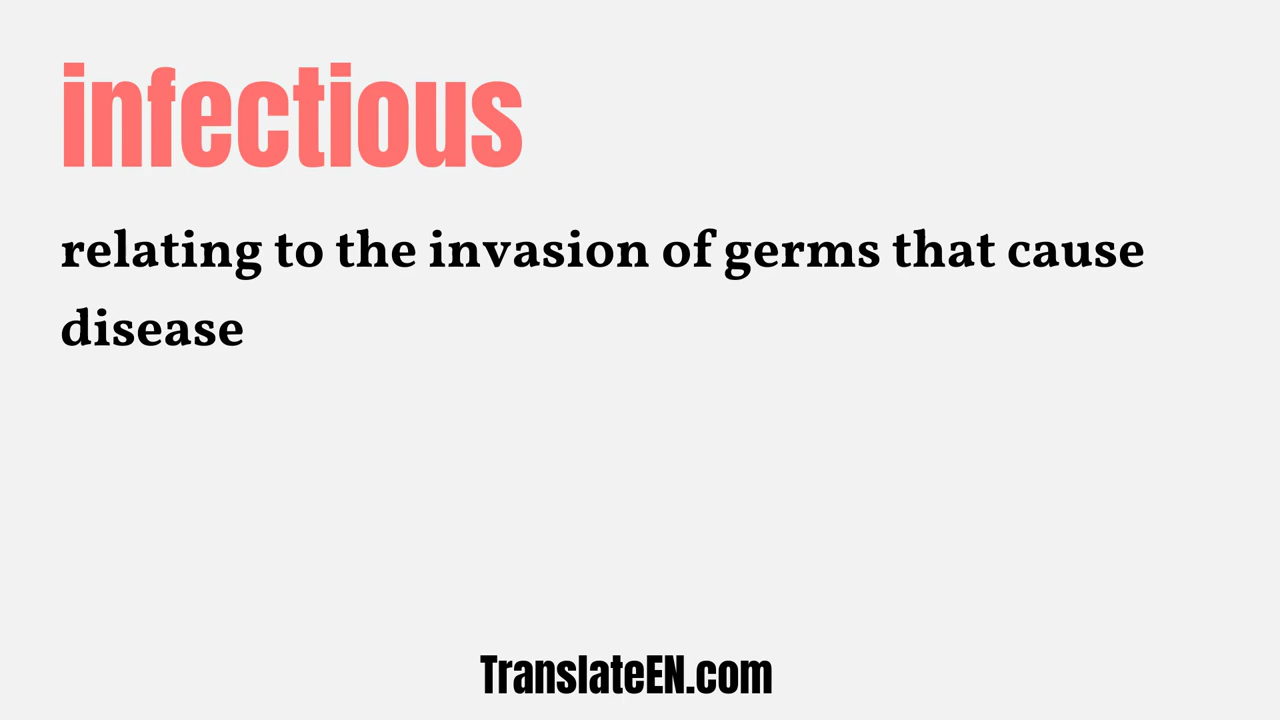 infectious
relating to the invasion of germs that cause
disease
TranslateEN.com